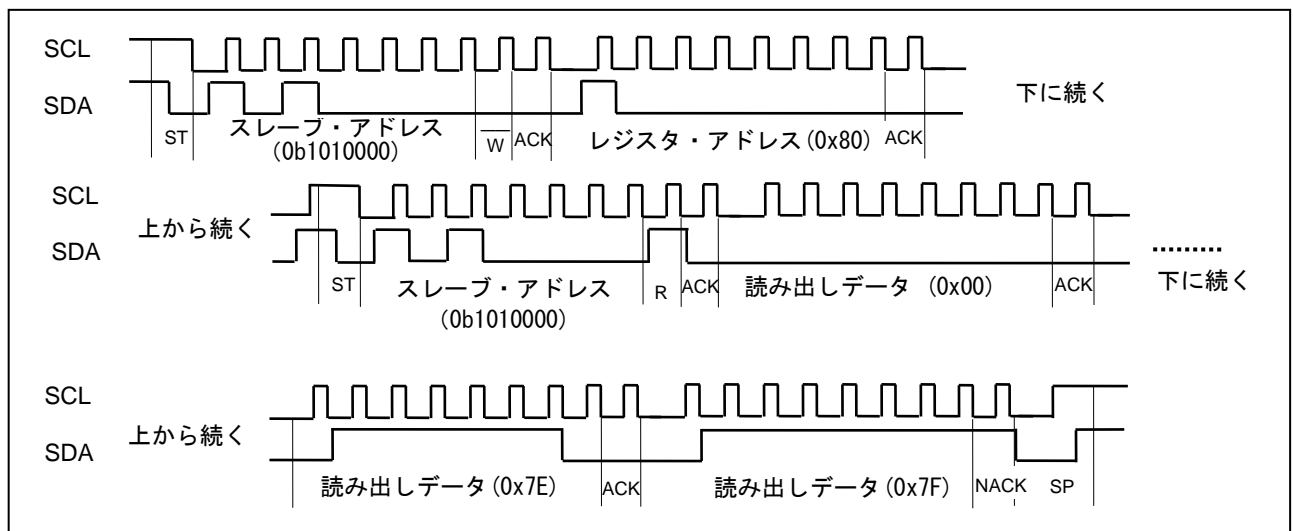 SCL
SDA
下に続く
ST
スレーブ・アドレス
(0b1010000)
W
ACK
レジスタ・アドレス(0x80)
ACK
SCL
上から続く
SDA
.........
下に続く
ST
スレーブ・アドレス
(0b1010000)
R
ACK
読み出しデータ (0x00)
ACK
SCL
上から続く
SDA
読み出しデータ(0x7E)
ACK
読み出しデータ(0x7F)
NACK
SP